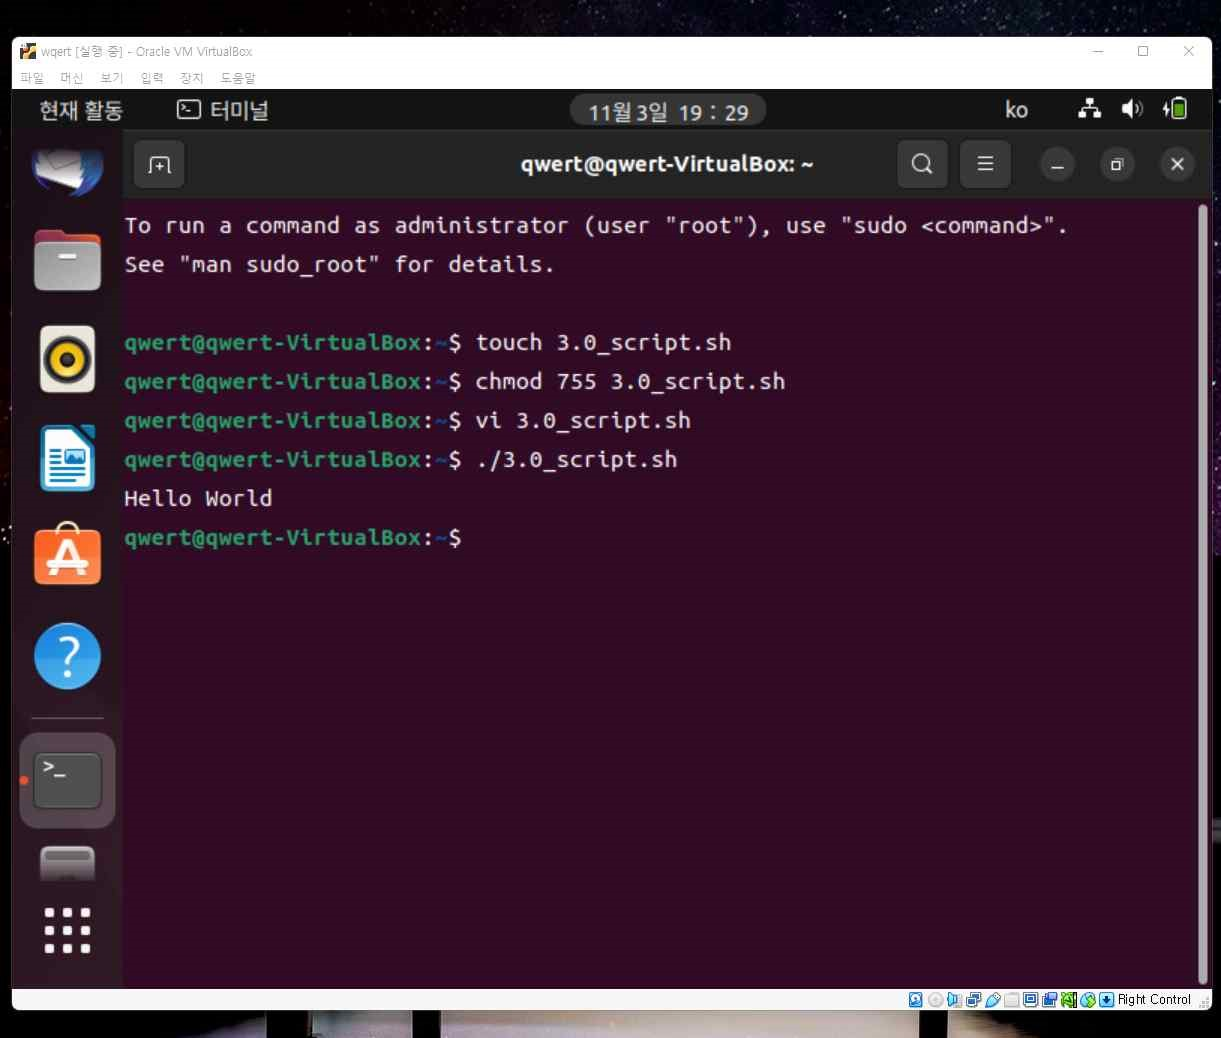 wqert [실행 중] - Oracle VM VirtualBox
파일 머신 보기 입력 장치 도움말
현재 활동 터미널 11월 3일 19 : 29 ko
qwert@qwert-VirtualBox: ~
To run a command as administrator (user "root"), use "sudo <command>".
See "man sudo_root" for details.
qwert@qwert-VirtualBox:~$ touch 3.0_script.sh
qwert@qwert-VirtualBox:~$ chmod 755 3.0_script.sh
qwert@qwert-VirtualBox:~$ vi 3.0_script.sh
qwert@qwert-VirtualBox:~$ ./3.0_script.sh
Hello World
qwert@qwert-VirtualBox:~$
Right Control